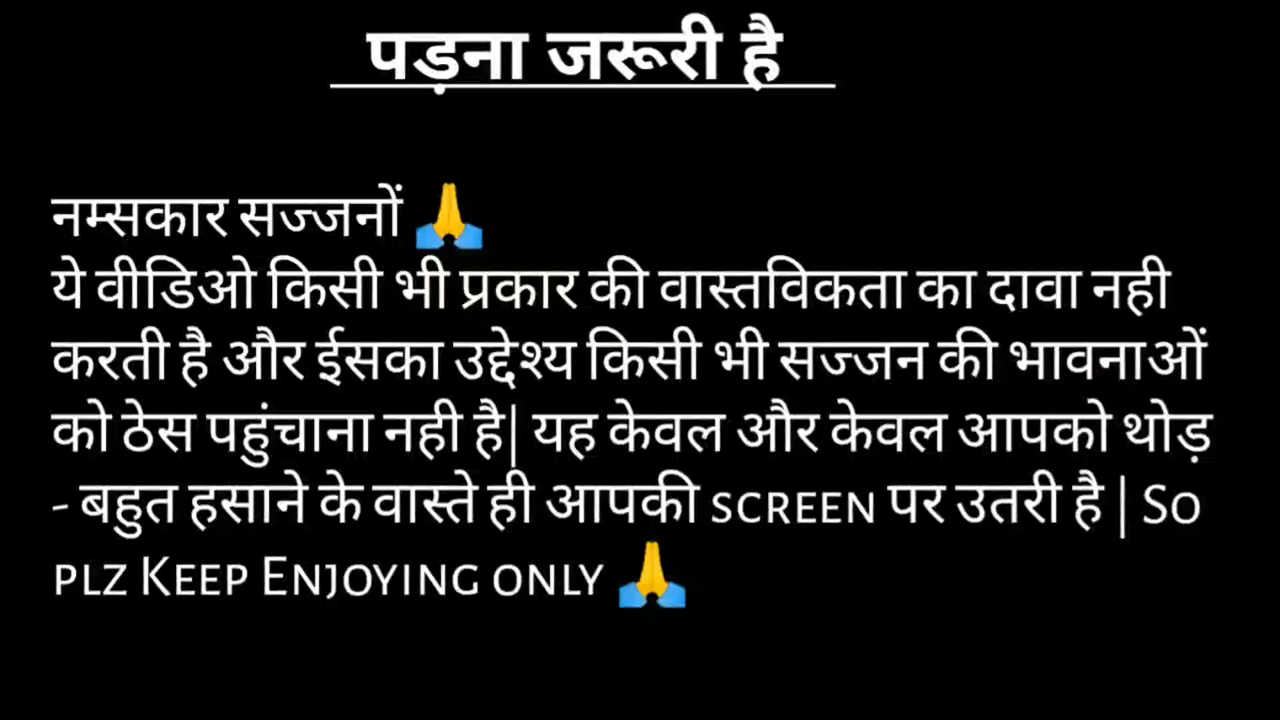 पड़ना जरूरी है
नम्सकार सज्जनों 🙏
ये वीडिओ किसी भी प्रकार की वास्तविकता का दावा नही
करती है और ईसका उद्देश्य किसी भी सज्जन की भावनाओं
को ठेस पहुंचाना नही है| यह केवल और केवल आपको थोड़
- बहुत हसाने के वास्ते ही आपकी SCREEN पर उतरी है | So
PLZ KEEP ENJOYING ONLY 🙏